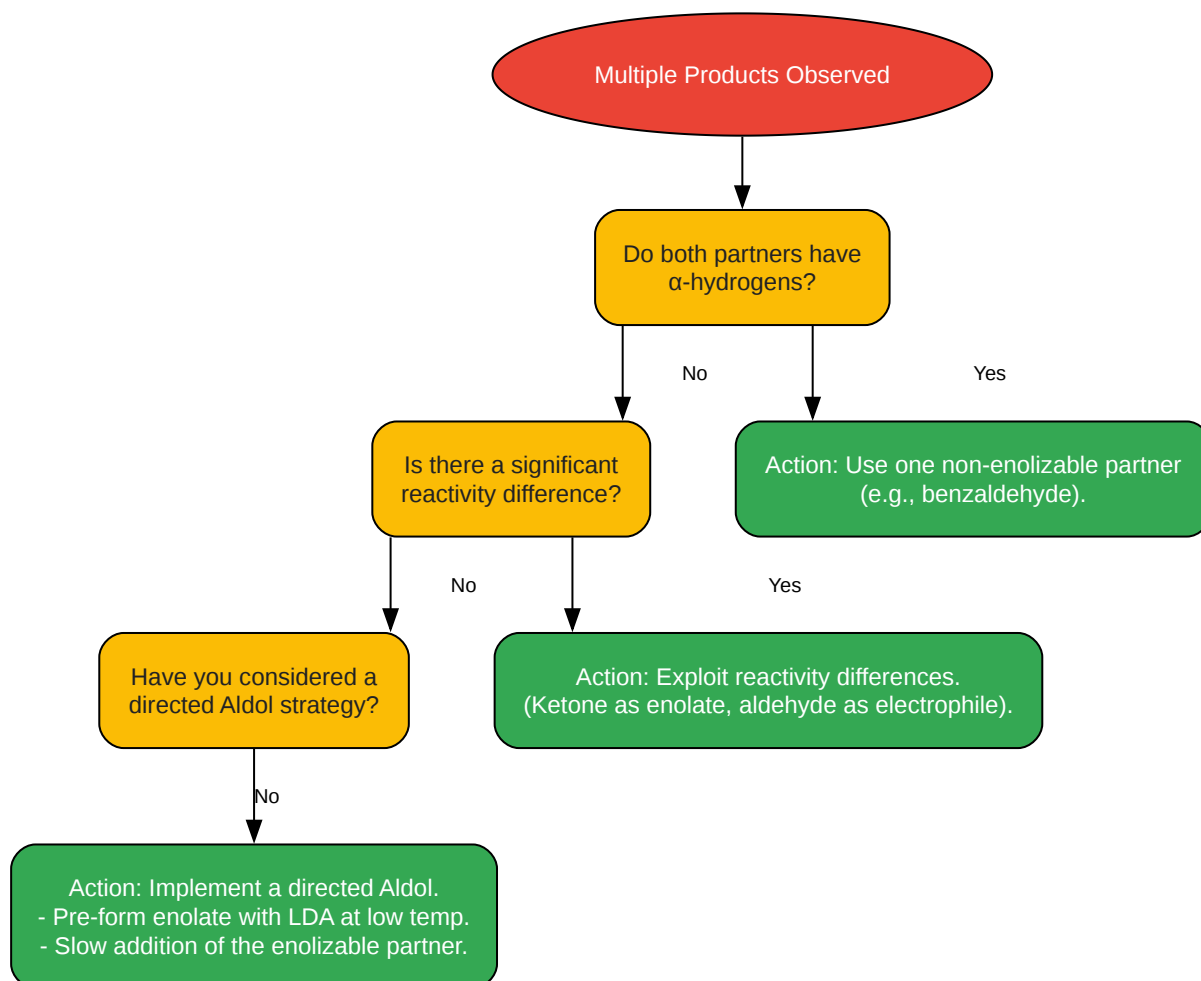 Multiple Products Observed
Do both partners have
α-hydrogens?
No
Yes
Is there a significant
reactivity difference?
Action: Use one non-enolizable partner
(e.g., benzaldehyde).
No
Yes
Have you considered a
directed Aldol strategy?
Action: Exploit reactivity differences.
(Ketone as enolate, aldehyde as electrophile).
No
Action: Implement a directed Aldol.
- Pre-form enolate with LDA at low temp.
- Slow addition of the enolizable partner.